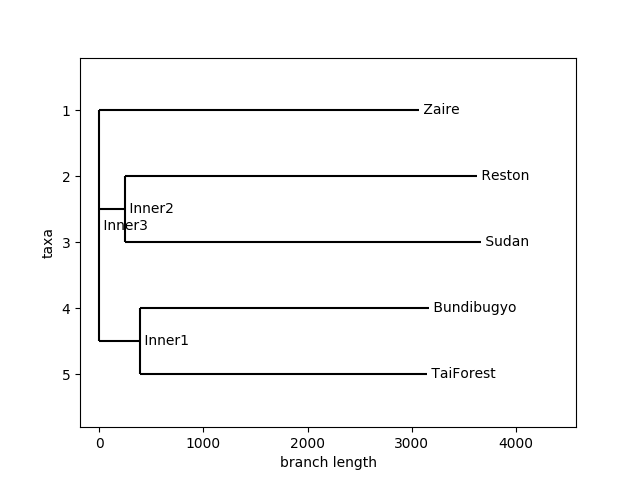 1
Zaire
2
Reston
Inner2
Inner3
taxa
3
Sudan
4
Bundibugyo
Inner1
5
TaiForest
0
1000
2000
3000
4000
branch length